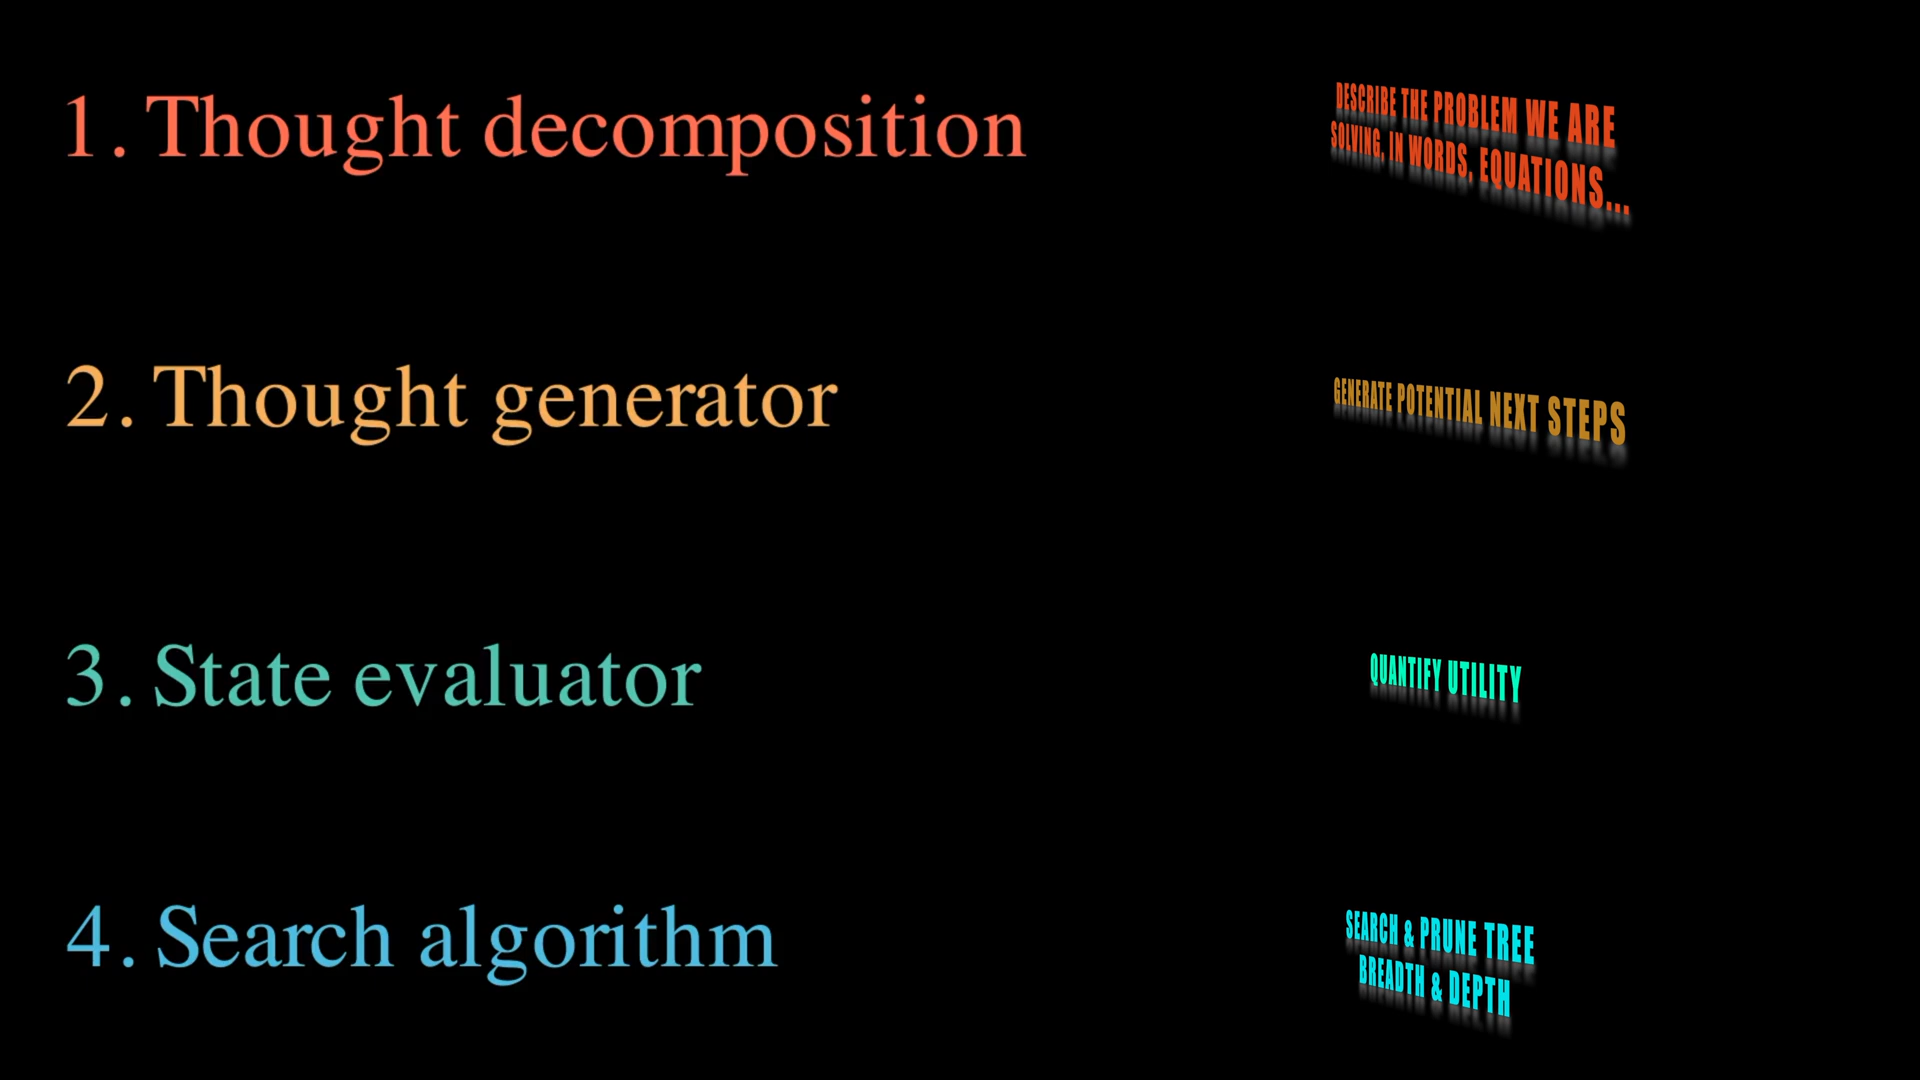 1. Thought decomposition
DESCRIBE THE PROBLEM WE ARE
SOLVING, IN WORDS, EQUATIONS...
2. Thought generator
GENERATE POTENTIAL NEXT STEPS
3. State evaluator
QUANTIFY UTILITY
4. Search algorithm
SEARCH & PRUNE TREE
BREADTH & DEPTH